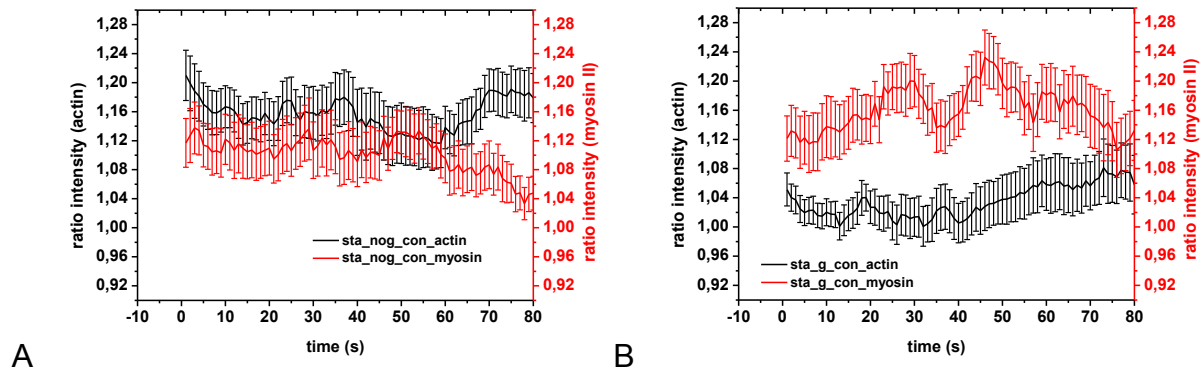 ratio intensity (actin)
1,28
1,24
1,20
1,16
1,12
1,08
1,04
1,00
0,96
0,92
sta_nog_con_actin
sta_nog_con_myosin
1,28
1,24
1,20
1,16
1,12
1,08
1,04
1,00
0,96
0,92
ratio intensity (myosin II)
-10 0 10 20 30 40 50 60 70 80
time (s)
A
ratio intensity (actin)
1,28
1,24
1,20
1,16
1,12
1,08
1,04
1,00
0,96
0,92
sta_g_con_actin
sta_g_con_myosin
1,28
1,24
1,20
1,16
1,12
1,08
1,04
1,00
0,96
0,92
ratio intensity (myosin II)
-10 0 10 20 30 40 50 60 70 80
time (s)
B